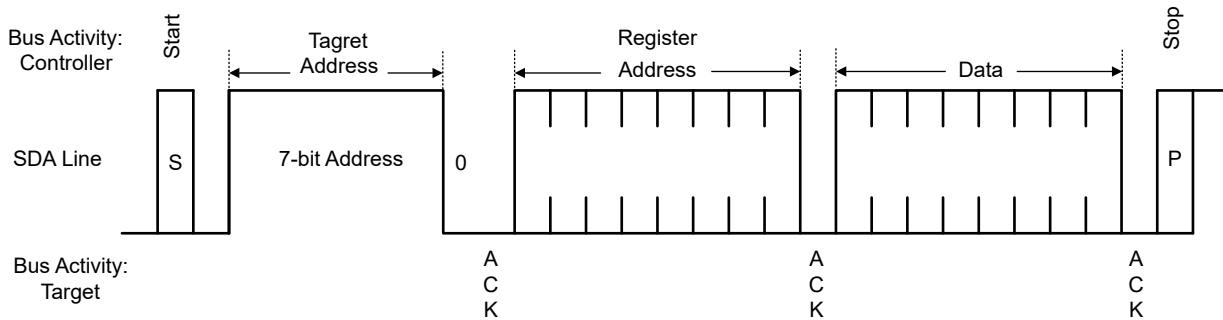 Bus Activity:
Controller
Start
Tagret
Address
Register
Address
Data
Stop
SDA Line
S
7-bit Address
0
P
Bus Activity:
Target
A
C
K
A
C
K
A
C
K